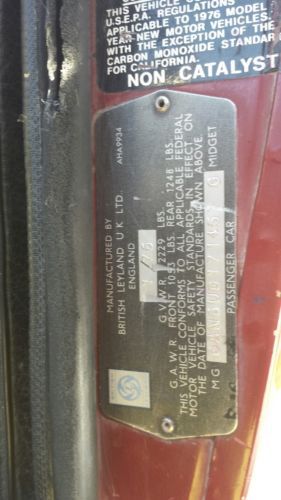 THIS VEHICLE
U.S.E.P.A. REGULATIONS
APPLICABLE TO 1976 MODEL
YEAR NEW MOTOR VEHICLES.
WITH THE EXCEPTION OF THE
CARBON MONOXIDE STANDAR
FOR CALIFORNIA.
NON CATALYST
AHA9934
MANUFACTURED BY
BRITISH LEYLAND U K LTD.
ENGLAND
G. V. W. R. 2229 LBS.
G. A. W. R. FRONT 1093 LBS. REAR 1248 LBS.
THIS VEHICLE CONFORMS TO ALL APPLICABLE FEDERAL
MOTOR VEHICLE SAFETY STANDARDS IN EFFECT ON
THE DATE OF MANUFACTURE SHOWN ABOVE.
MG MIDGET
PASSENGER CAR